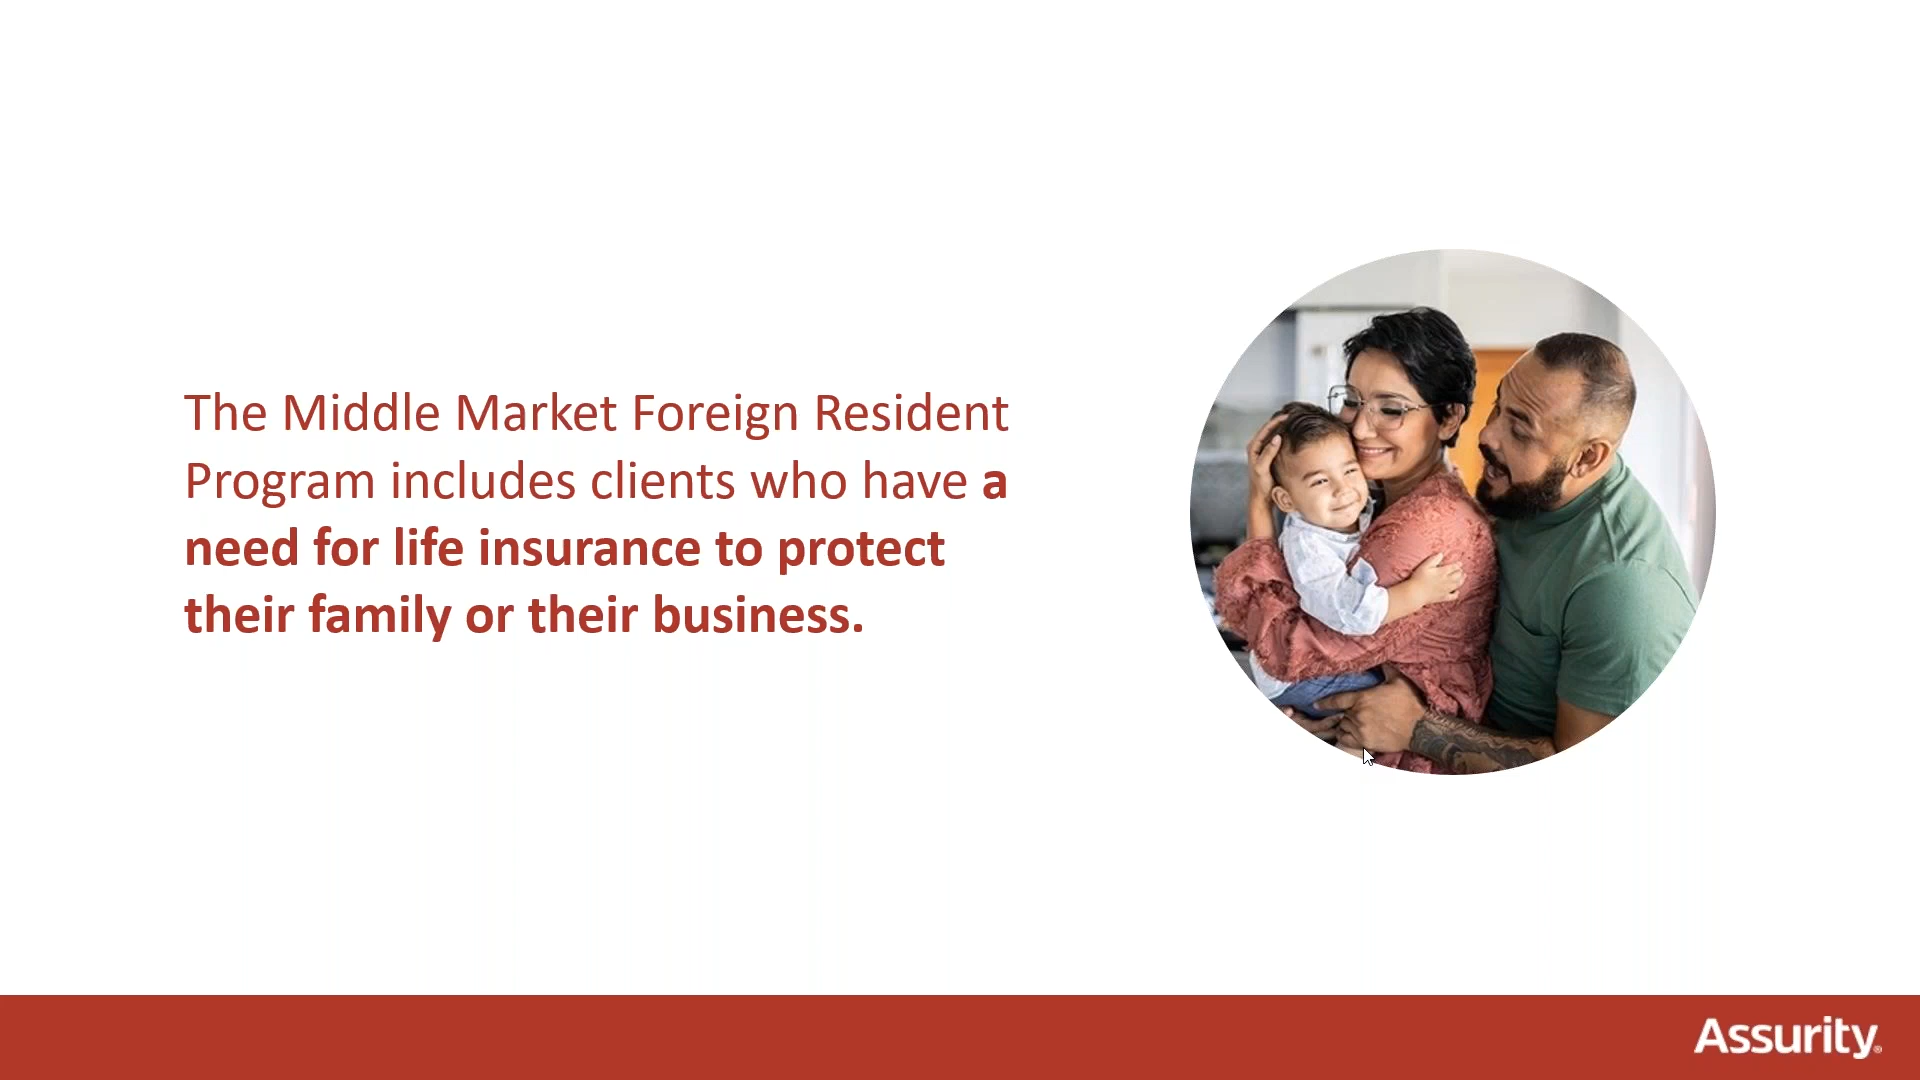 The Middle Market Foreign Resident
Program includes clients who have a
need for life insurance to protect
their family or their business.
Assurity®